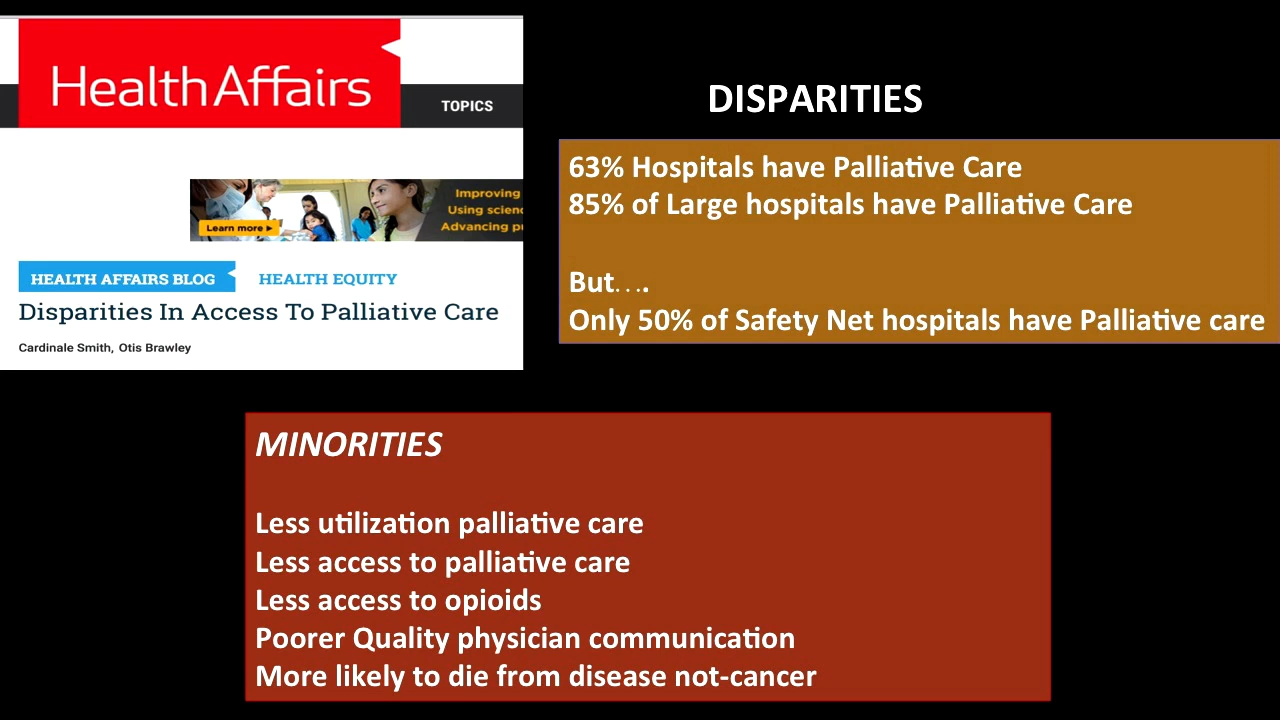 HealthAffairs
TOPICS
Improving
Using scien
Advancing p
Learn more
HEALTH AFFAIRS BLOG
HEALTH EQUITY
Disparities In Access To Palliative Care
Cardinale Smith, Otis Brawley
DISPARITIES
63% Hospitals have Palliative Care
85% of Large hospitals have Palliative Care
But….
Only 50% of Safety Net hospitals have Palliative care
MINORITIES
Less utilization palliative care
Less access to palliative care
Less access to opioids
Poorer Quality physician communication
More likely to die from disease not-cancer